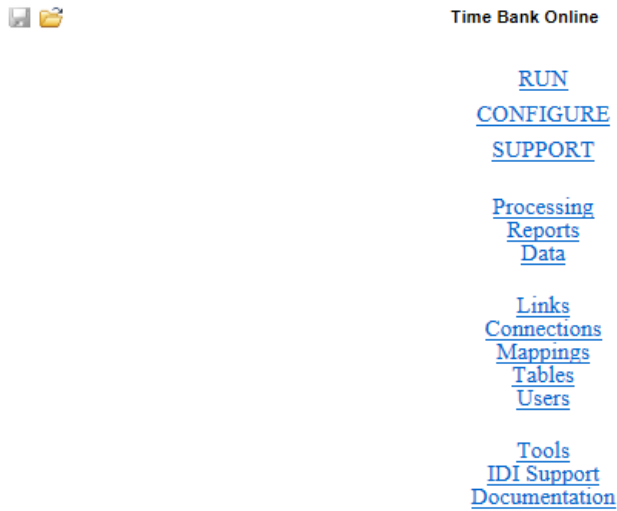 Time Bank Online
RUN
CONFIGURE
SUPPORT
Processing
Reports
Data
Links
Connections
Mappings
Tables
Users
Tools
IDI Support
Documentation